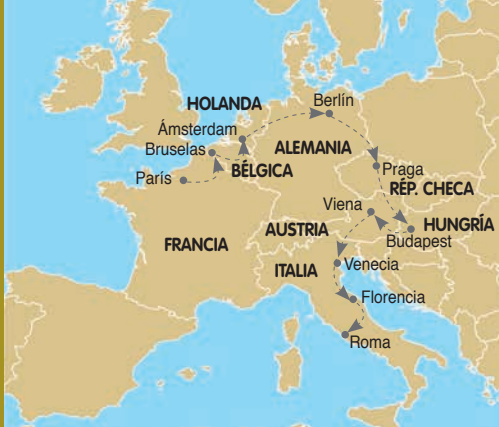 Berlín
HOLANDA
Ámsterdam
Bruselas
ALEMANIA
BÉLGICA
París
Praga
RÉP. CHECA
Viena
HUNGRÍA
AUSTRIA
Budapest
FRANCIA
ITALIA
Venecia
Florencia
Roma